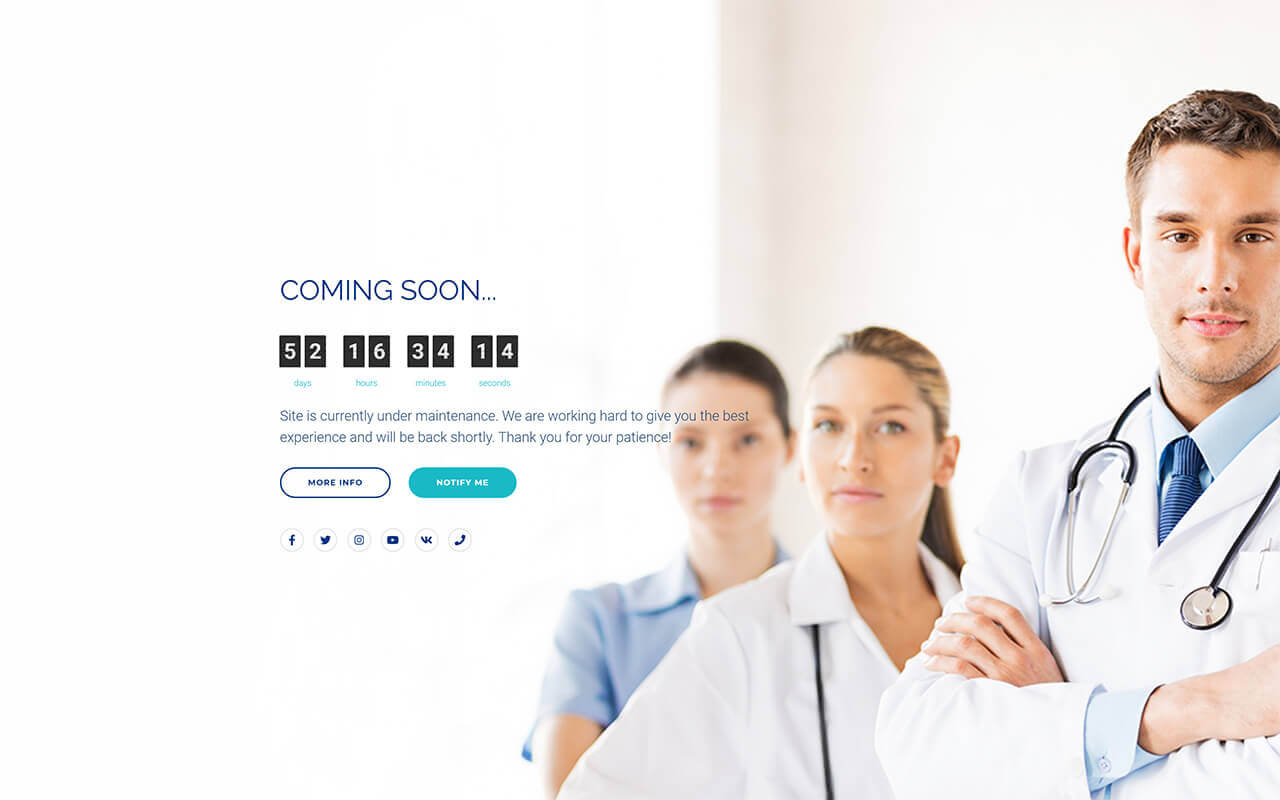 COMING SOON...
52 16 34 14
days hours minutes seconds
Site is currently under maintenance. We are working hard to give you the best
experience and will be back shortly. Thank you for your patience!
MORE INFO NOTIFY ME